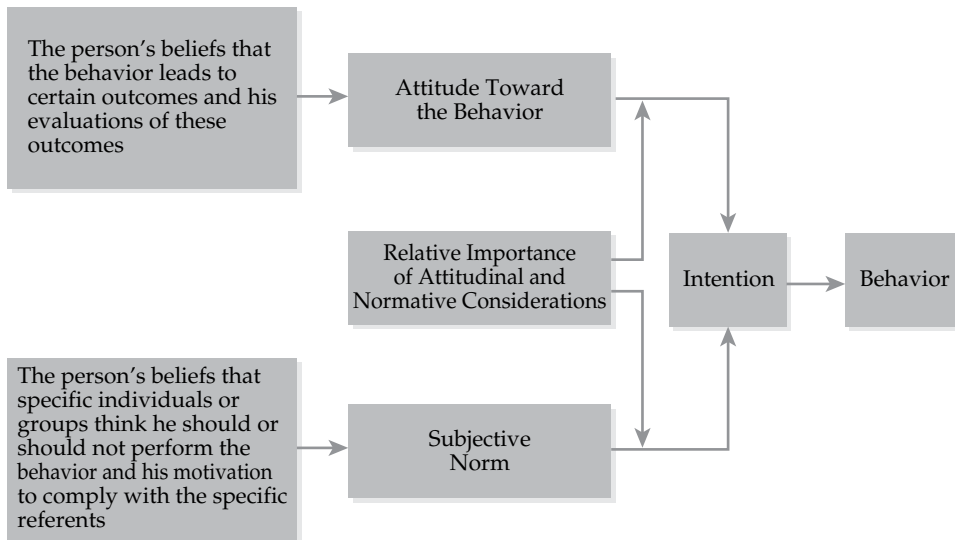 The person’s beliefs that
the behavior leads to
certain outcomes and his
evaluations of these
outcomes
Attitude Toward
the Behavior
Relative Importance
of Attitudinal and
Normative Considerations
Intention
Behavior
The person’s beliefs that
specific individuals or
groups think he should or
should not perform the
behavior and his motivation
to comply with the specific
referents
Subjective
Norm